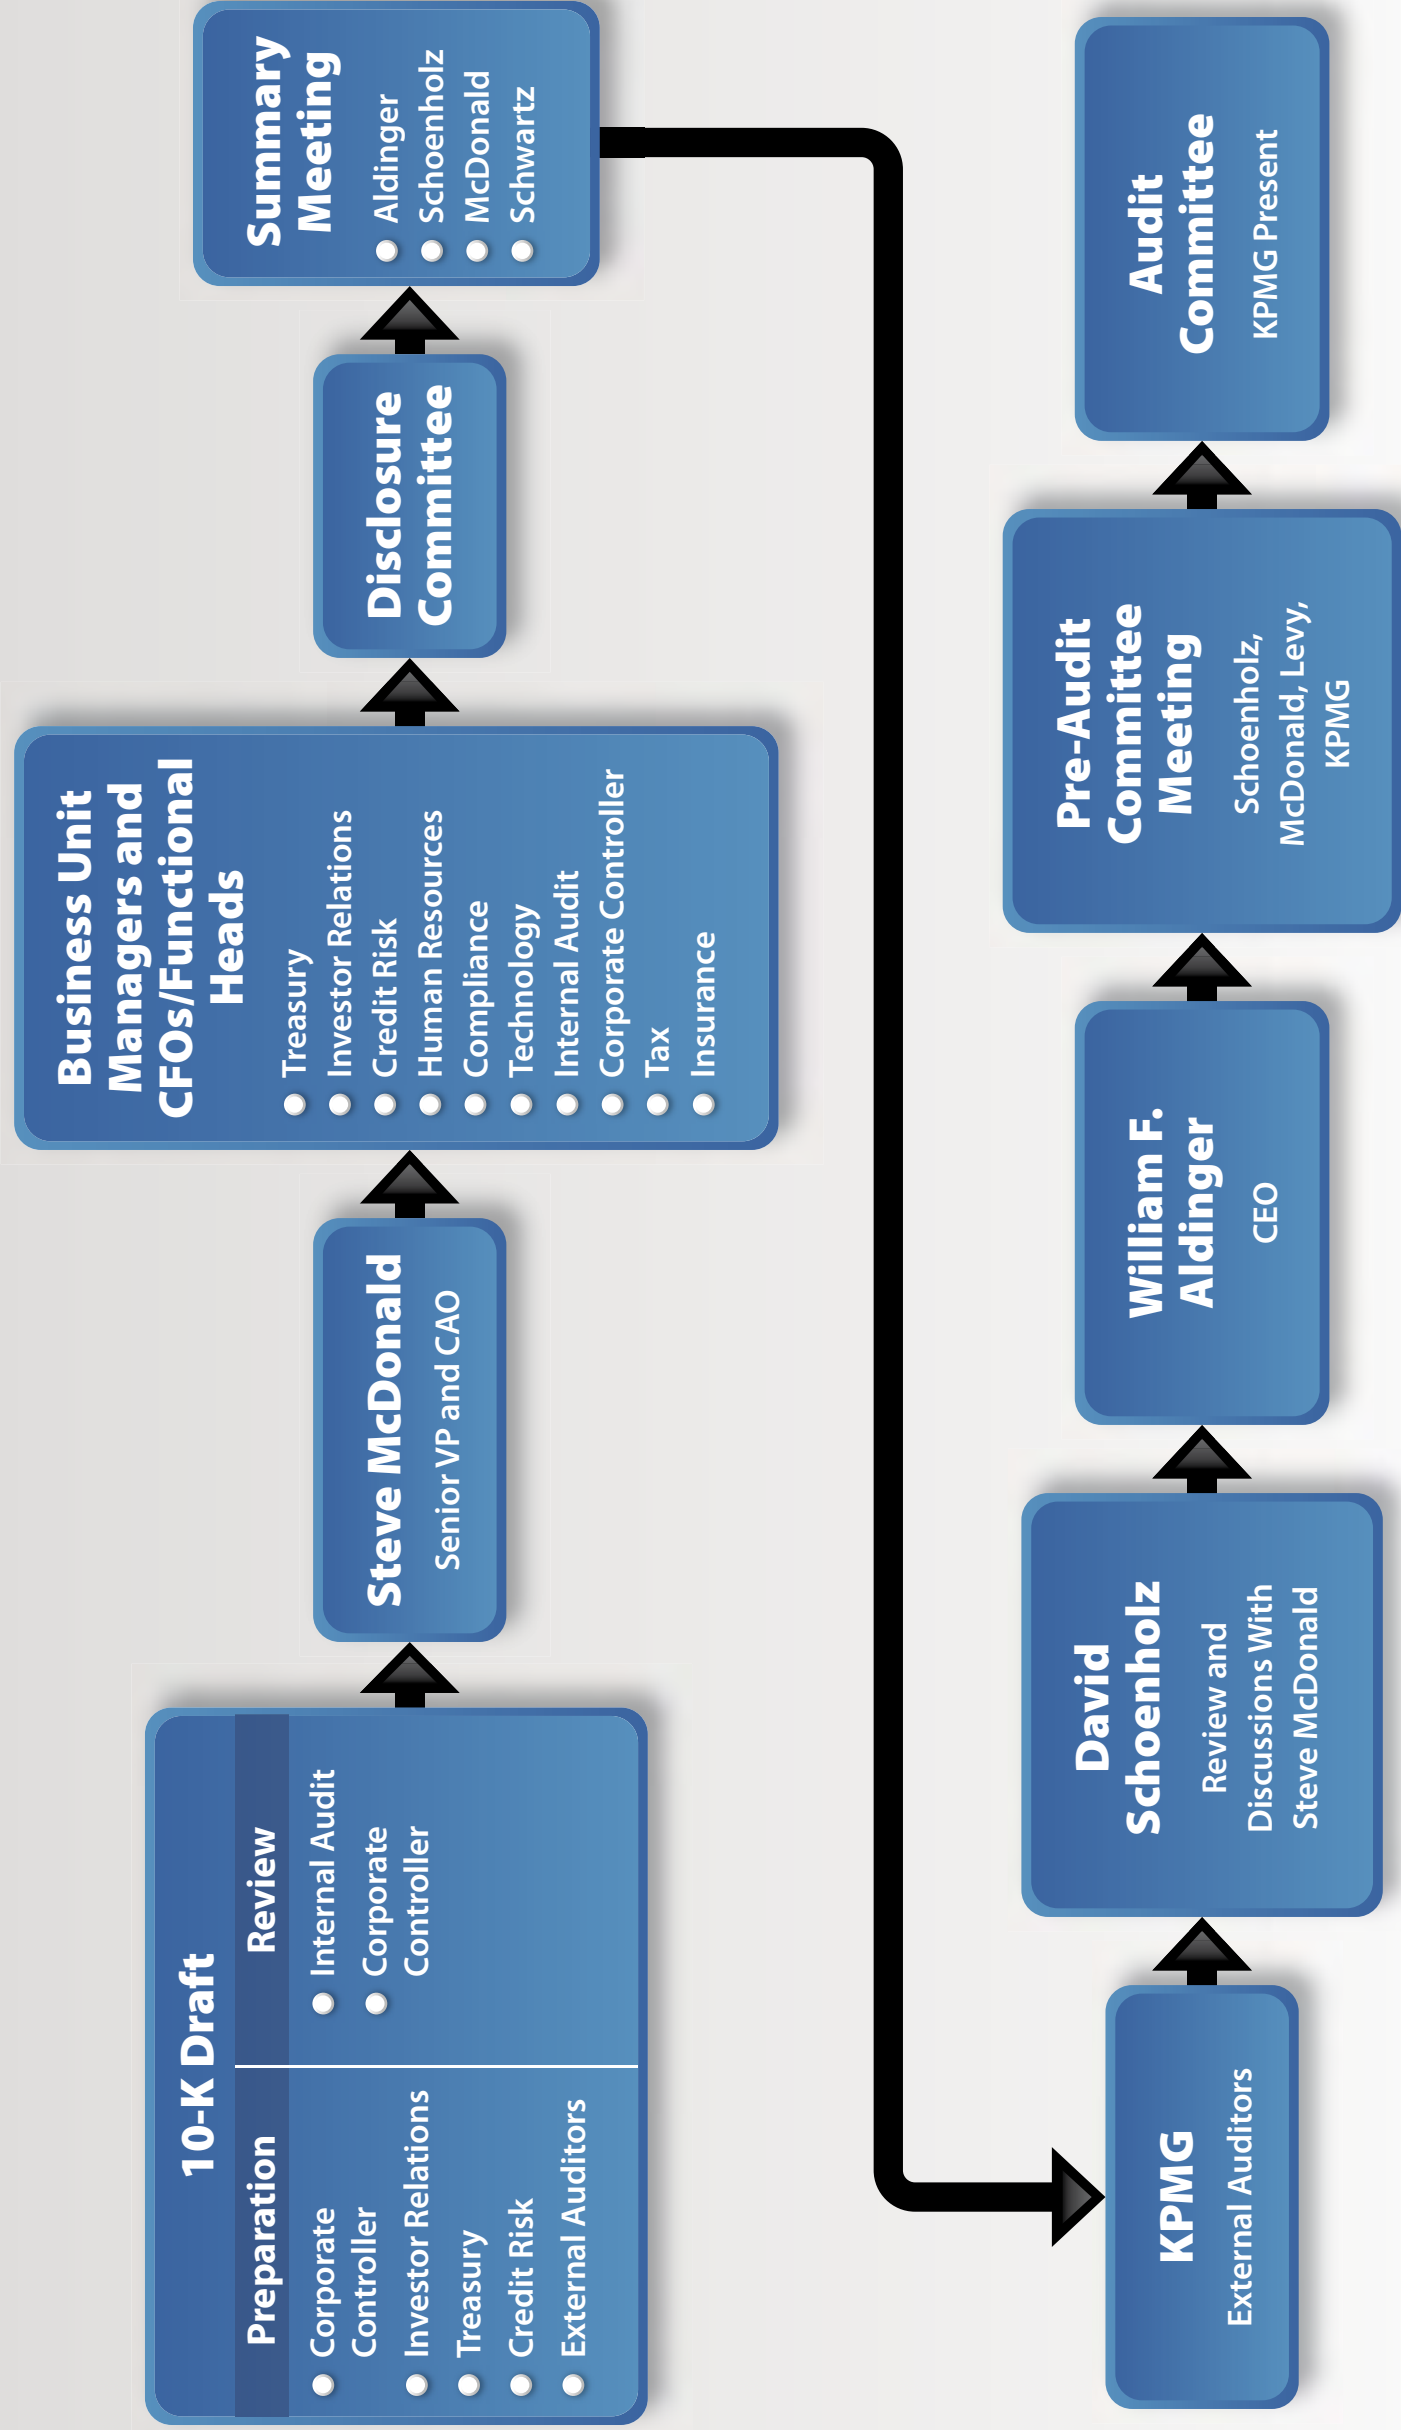 10-K Draft
Preparation
Corporate
Controller
Investor Relations
Treasury
Credit Risk
External Auditors
Review
Internal Audit
Corporate
Controller
Steve McDonald
Senior VP and CAO
Business Unit
Managers and
CFOs/Functional
Heads
Treasury
Investor Relations
Credit Risk
Human Resources
Compliance
Technology
Internal Audit
Corporate Controller
Tax
Insurance
Disclosure
Committee
Summary
Meeting
Aldinger
Schoenholz
McDonald
Schwartz
KPMG
External Auditors
David
Schoenholz
Review and
Discussions With
Steve McDonald
William F.
Aldinger
CEO
Pre-Audit
Committee
Meeting
Schoenholz,
McDonald, Levy,
KPMG
Audit
Committee
KPMG Present